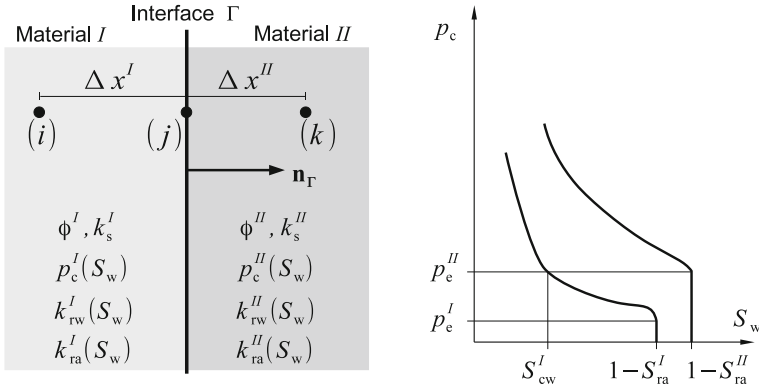 Interface Γ
Material I
Material II
Δx^I
Δx^II
(i)
(j)
(k)
n_Γ
ϕ^I, k_s^I
p_c^I(S_w)
k_rw^I(S_w)
k_ra^I(S_w)
ϕ^II, k_s^II
p_c^II(S_w)
k_rw^II(S_w)
k_ra^II(S_w)
p_c
p_e^II
p_e^I
S_w
S_cw^I
1−S_ra^I
1−S_ra^II